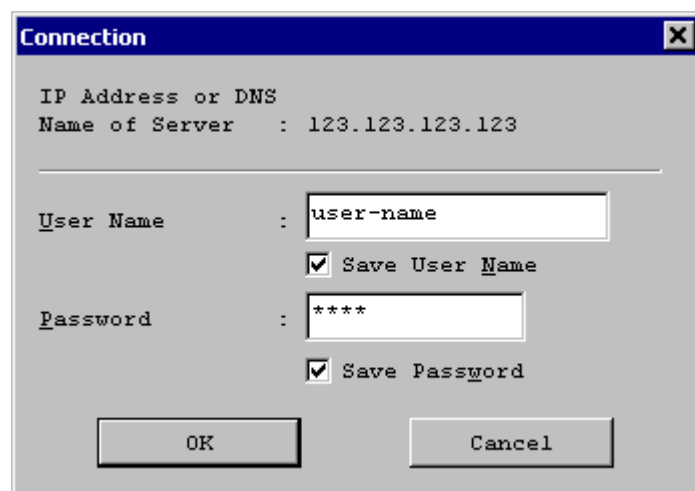 Connection
IP Address or DNS
Name of Server : 123.123.123.123
User Name : user-name
Save User Name
Password : ****
Save Password
OK Cancel